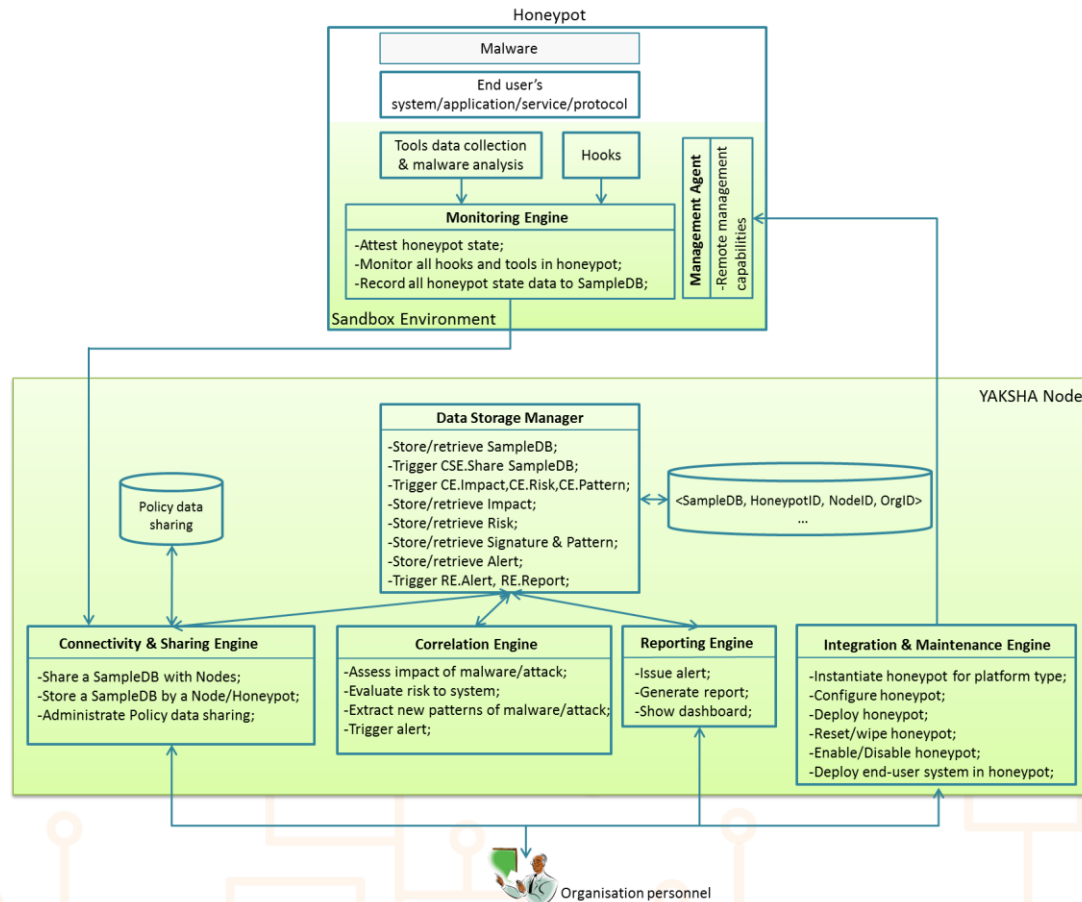 Honeypot
Malware
End user's
system/application/service/protocol
Tools data collection
& malware analysis
Hooks
Management Agent
-Remote management
capabilities
Monitoring Engine
-Attest honeypot state;
-Monitor all hooks and tools in honeypot;
-Record all honeypot state data to SampleDB;
Sandbox Environment
YAKSHA Node
Data Storage Manager
-Store/retrieve SampleDB;
-Trigger CSE.Share SampleDB;
-Trigger CE.Impact,CE.Risk,CE.Pattern;
-Store/retrieve Impact;
-Store/retrieve Risk;
-Store/retrieve Signature & Pattern;
-Store/retrieve Alert;
-Trigger RE.Alert, RE.Report;
Policy data
sharing
<SampleDB, HoneypotID, NodeID, OrgID>
...
Connectivity & Sharing Engine
-Share a SampleDB with Nodes;
-Store a SampleDB by a Node/Honeypot;
-Administrate Policy data sharing;
Correlation Engine
-Assess impact of malware/attack;
-Evaluate risk to system;
-Extract new patterns of malware/attack;
-Trigger alert;
Reporting Engine
-Issue alert;
-Generate report;
-Show dashboard;
Integration & Maintenance Engine
-Instantiate honeypot for platform type;
-Configure honeypot;
-Deploy honeypot;
-Reset/wipe honeypot;
-Enable/Disable honeypot;
-Deploy end-user system in honeypot;
Organisation personnel